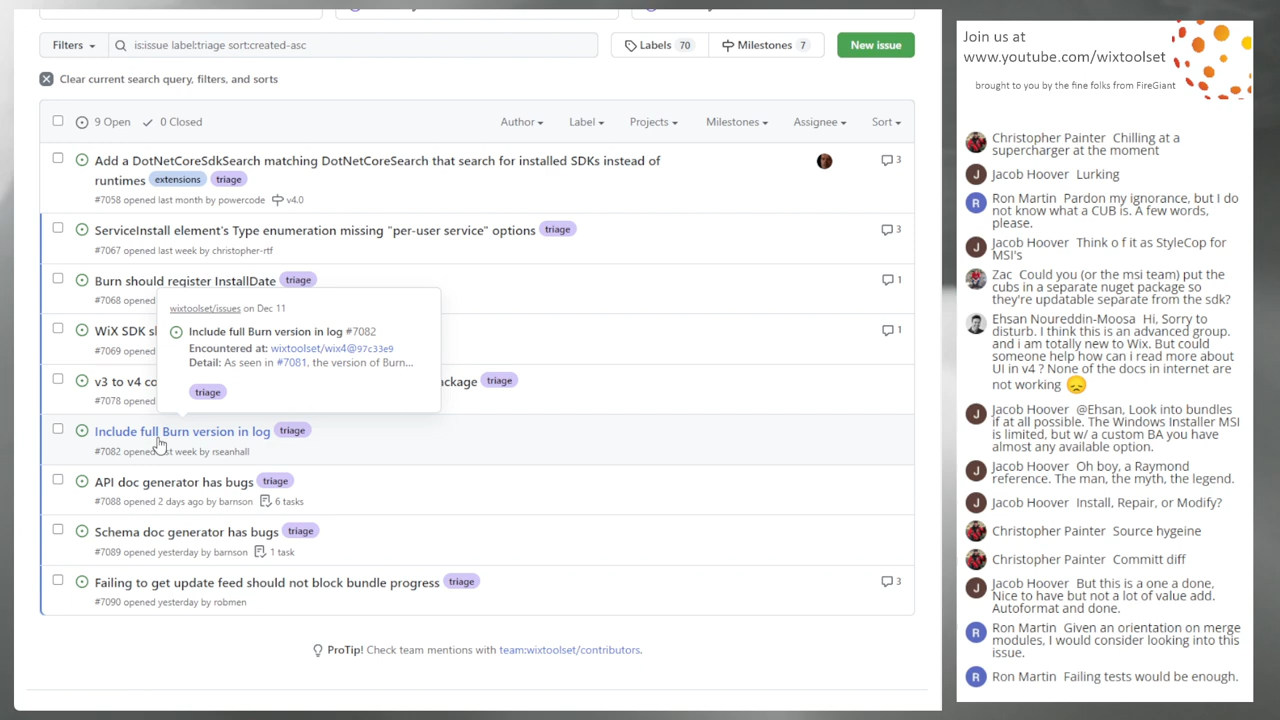 Filters
is:issue label:triage sort:created-asc
Labels 70
Milestones 7
New issue
Clear current search query, filters, and sorts
9 Open
0 Closed
Author
Label
Projects
Milestones
Assignee
Sort
Add a DotNetCoreSdkSearch matching DotNetCoreSearch that search for installed SDKs instead of
runtimes extensions triage
3
#7058 opened last month by powercode v4.0
ServiceInstall element's Type enumeration missing "per-user service" options triage
3
#7067 opened last week by christopher-rtf
Burn should register InstallDate triage
1
#7068 opened
WiX SDK sh
1
#7069 opened
v3 to v4 co
ckage triage
#7078 opened
wixtoolset/issues on Dec 11
Include full Burn version in log #7082
Encountered at: wixtoolset/wix4@97c33e9
Detail: As seen in #7081, the version of Burn...
triage
Include full Burn version in log triage
#7082 opened last week by rseanhall
API doc generator has bugs triage
#7088 opened 2 days ago by barnson 6 tasks
Schema doc generator has bugs triage
#7089 opened yesterday by barnson 1 task
Failing to get update feed should not block bundle progress triage
3
#7090 opened yesterday by robmen
ProTip! Check team mentions with team:wixtoolset/contributors.
Join us at
www.youtube.com/wixtoolset
brought to you by the fine folks from FireGiant
Christopher Painter Chilling at a
supercharger at the moment
J
Jacob Hoover Lurking
R
Ron Martin Pardon my ignorance, but I do
not know what a CUB is. A few words,
please.
J
Jacob Hoover Think o f it as StyleCop for
MSI's
Zac Could you (or the msi team) put the
cubs in a separate nuget package so
they're updatable separate from the sdk?
Ehsan Noureddin-Moosa Hi, Sorry to
disturb. I think this is an advanced group.
and i am totally new to Wix. But could
someone help how can i read more about
UI in v4 ? None of the docs in internet are
not working
J
Jacob Hoover @Ehsan, Look into bundles
if at all possible. The Windows Installer MSI
is limited, but w/ a custom BA you have
almost any available option.
J
Jacob Hoover Oh boy, a Raymond
reference. The man, the myth, the legend.
J
Jacob Hoover Install, Repair, or Modify?
Christopher Painter Source hygeine
Christopher Painter Committ diff
J
Jacob Hoover But this is a one a done,
Nice to have but not a lot of value add.
Autoformat and done.
R
Ron Martin Given an orientation on merge
modules, I would consider looking into this
issue.
R
Ron Martin Failing tests would be enough.